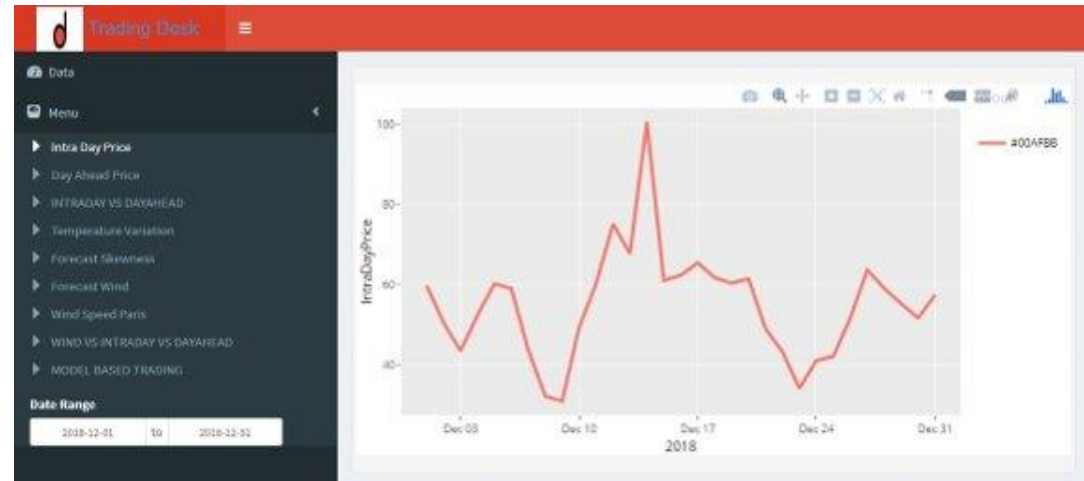 d Trading Desk
Data
Menu
Intra Day Price
Day Ahead Price
INTRADAY VS DAYAHEAD
Temperature Variation
Forecast Skewness
Forecast Wind
Wind Speed Paris
WIND VS INTRADAY VS DAYAHEAD
MODEL BASED TRADING
Date Range
2018-12-01 to 2018-12-31
100
80
60
40
IntraDayPrice
Dec 03 Dec 10 Dec 17 Dec 24 Dec 31
2018
#00AFBB